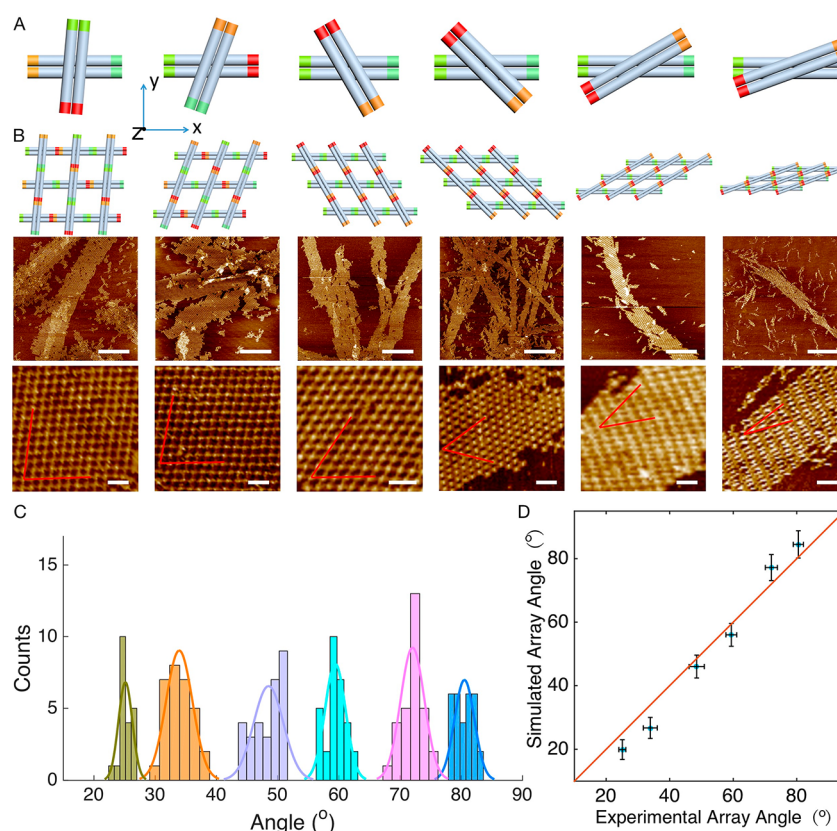 A
y
z
x
B
C
D
15
10
5
0
Counts
20 30 40 50 60 70 80 90
Angle (o)
80
60
40
20
Simulated Array Angle (o)
20 40 60 80
Experimental Array Angle (o)